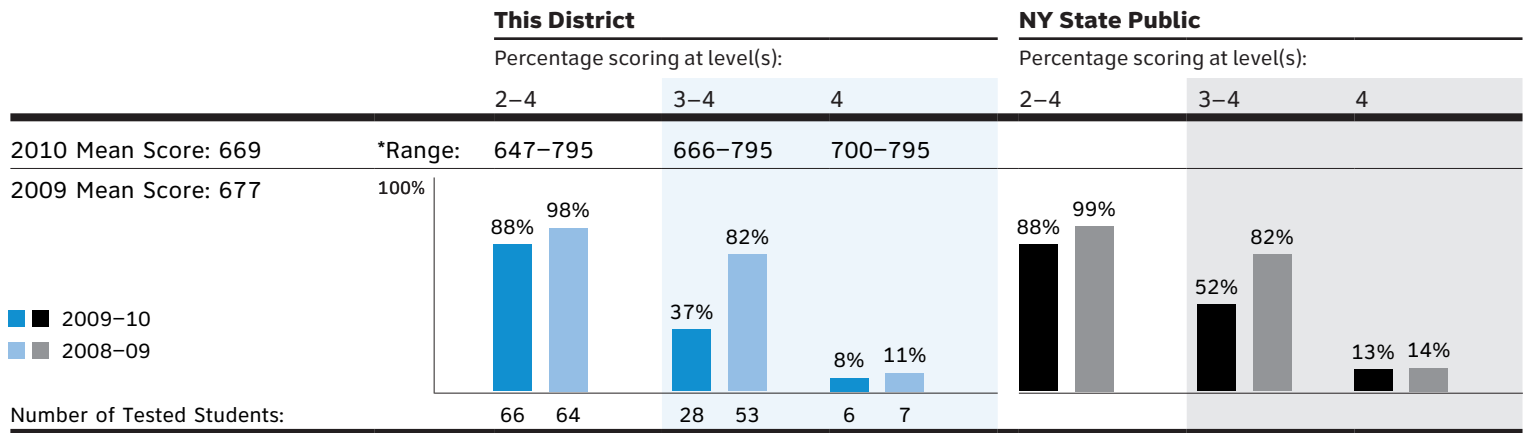 This District NY State Public
Percentage scoring at level(s): Percentage scoring at level(s):
2–4 3–4 4 2–4 3–4 4
2010 Mean Score: 669 *Range: 647–795 666–795 700–795
2009 Mean Score: 677 100%
88% 98% 82% 88% 99% 82%
37% 52%
8% 11% 13% 14%
2009–10
2008–09
Number of Tested Students: 66 64 28 53 6 7